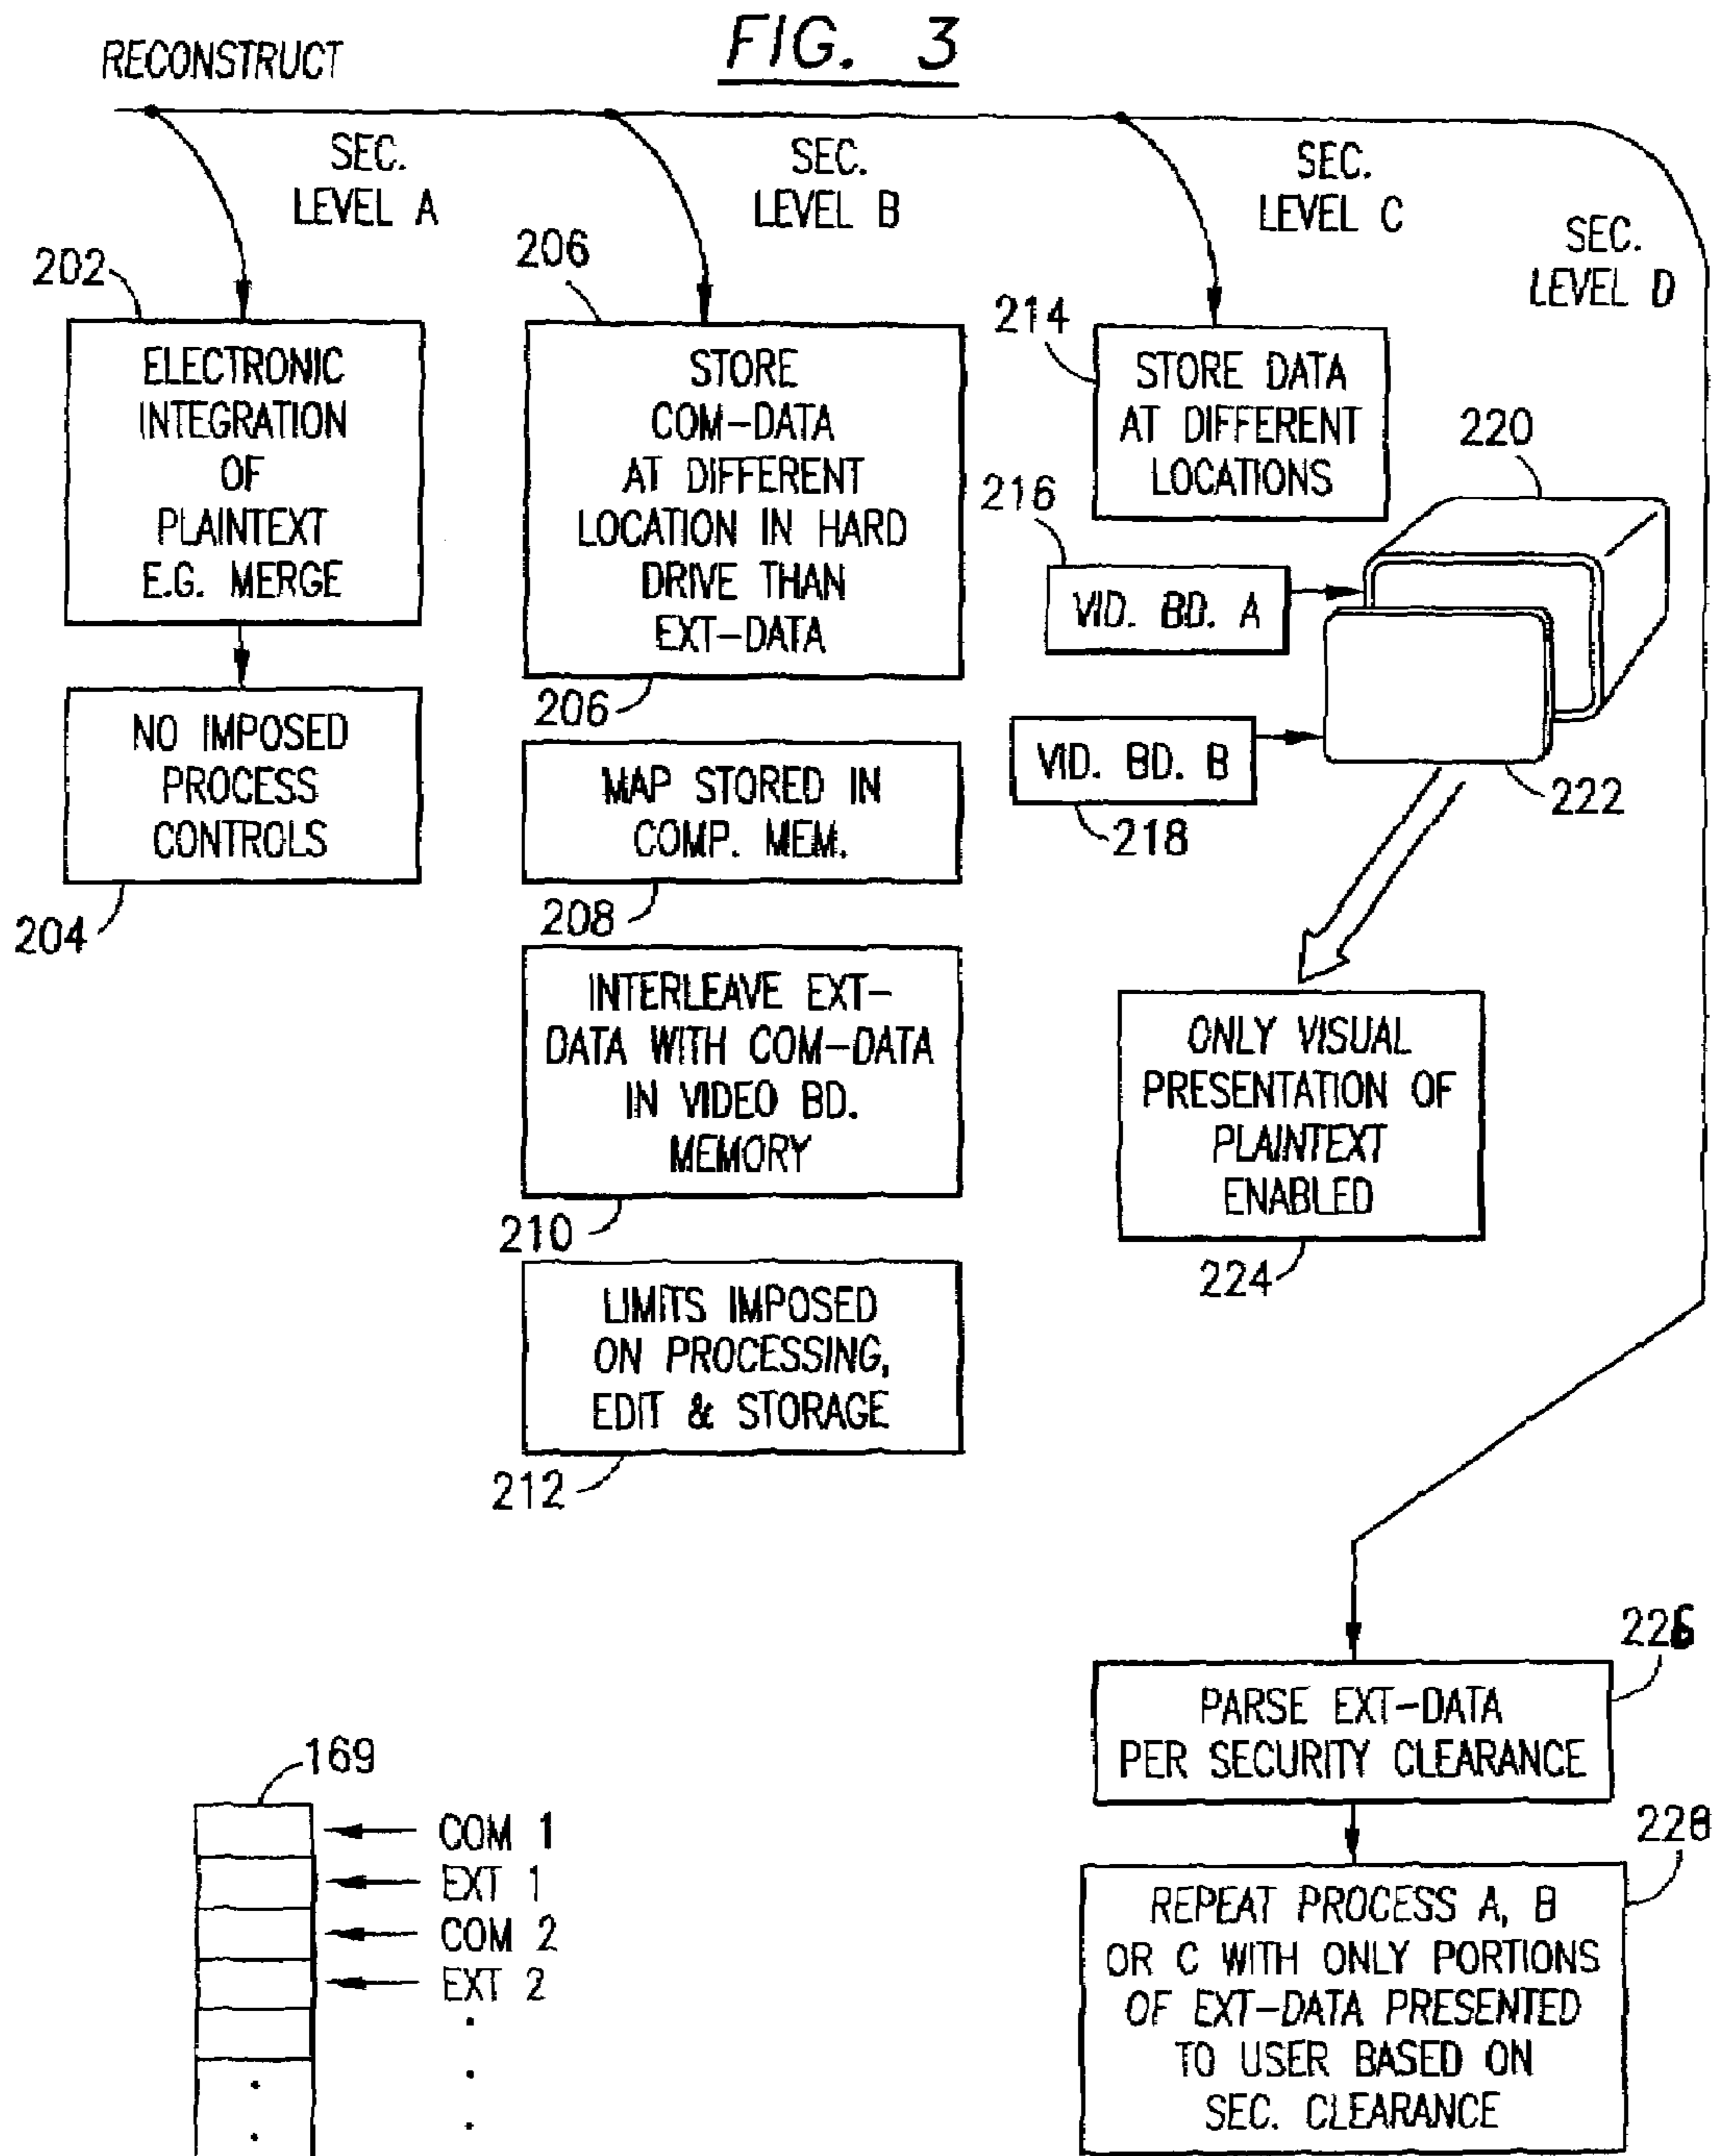 FIG. 3
RECONSTRUCT
SEC.
LEVEL A
SEC.
LEVEL B
SEC.
LEVEL C
SEC.
LEVEL D
202
ELECTRONIC
INTEGRATION
OF
PLAINTEXT
E.G. MERGE
NO IMPOSED
PROCESS
CONTROLS
204
206
STORE
COM-DATA
AT DIFFERENT
LOCATION IN HARD
DRIVE THAN
EXT-DATA
206
MAP STORED IN
COMP. MEM.
208
INTERLEAVE EXT-
DATA WITH COM-DATA
IN VIDEO BD.
MEMORY
210
LIMITS IMPOSED
ON PROCESSING,
EDIT & STORAGE
212
214
STORE DATA
AT DIFFERENT
LOCATIONS
216
VID. BD. A
220
VID. BD. B
218
222
ONLY VISUAL
PRESENTATION OF
PLAINTEXT
ENABLED
224
226
PARSE EXT-DATA
PER SECURITY CLEARANCE
228
REPEAT PROCESS A, B
OR C WITH ONLY PORTIONS
OF EXT-DATA PRESENTED
TO USER BASED ON
SEC. CLEARANCE
169
COM 1
EXT 1
COM 2
EXT 2